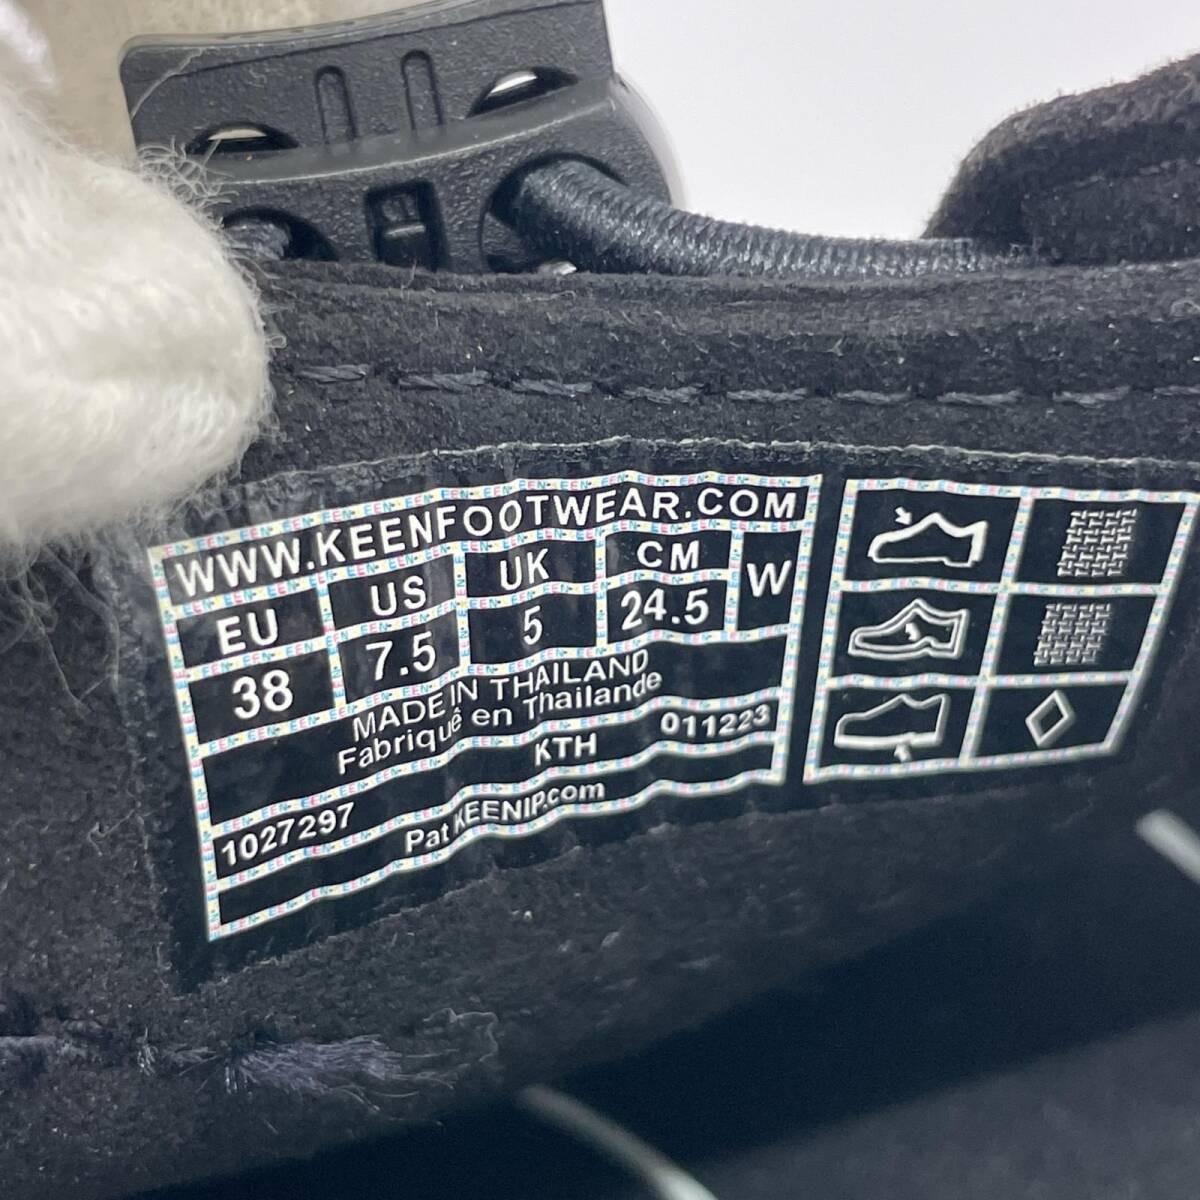 WWW.KEENFOOTWEAR.COM
EU US UK CM W
38 7.5 5 24.5
MADE IN THAILAND
Fabriqué en Thailande
1027297 KTH 011223
Pat KEENIP.com